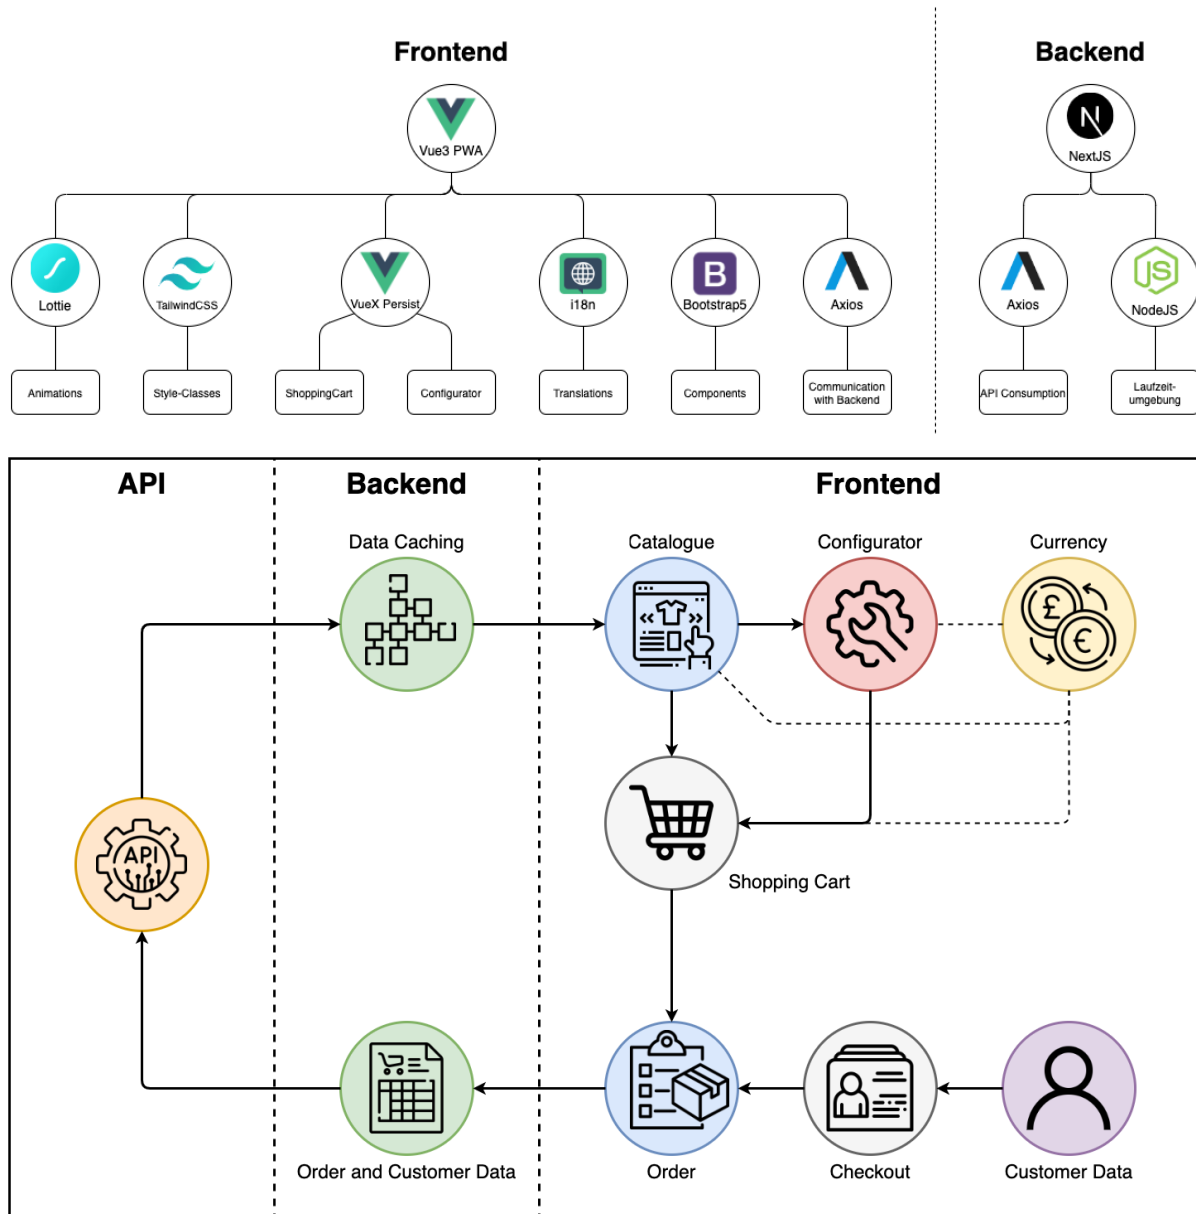 Frontend
Backend
Vue3 PWA
NextJS
Lottie
TailwindCSS
VueX Persist
i18n
B
Bootstrap5
Axios
Axios
JS
NodeJS
Animations
Style-Classes
ShoppingCart
Configurator
Translations
Components
Communication
with Backend
API Consumption
Laufzeit-
umgebung
API
Backend
Frontend
Data Caching
Catalogue
Configurator
Currency
£
€
API
Shopping Cart
Order and Customer Data
Order
Checkout
Customer Data